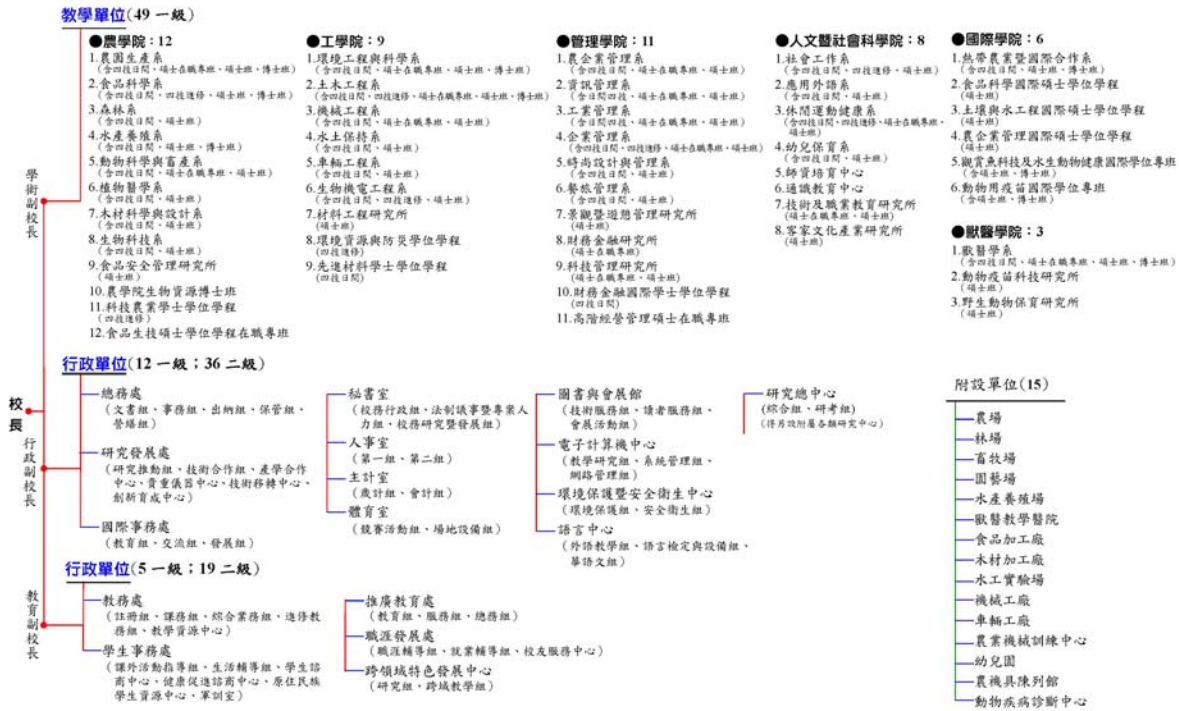 教學單位(49 一級)
●農學院：12
1.農園生產系
(含四技日間、碩士在職專班、碩士班、博士班)
2.食品科學系
(含四技日間、四技進修、碩士班、博士班)
3.森林系
(含四技日間、碩士班)
4.水產養殖系
(含四技日間、碩士班、博士班)
5.動物科學與畜產系
(含四技日間、碩士在職專班、碩士班)
6.植物醫學系
(含四技日間、碩士班)
7.木材科學與設計系
(含四技日間、碩士班)
8.生物科技系
(含四技日間、碩士班)
9.食品安全管理研究所
(碩士班)
10.農學院生物資源博士班
11.科技農業學士學位學程
(四技進修)
12.食品生技碩士學位學程在職專班
●工學院：9
1.環境工程與科學系
(含四技日間、碩士在職專班、碩士班、博士班)
2.土木工程系
(含四技日間、四技進修、碩士在職專班、碩士班、博士班)
3.機械工程系
(含四技日間、碩士在職專班、碩士班)
4.水土保持系
(含四技日間、碩士班)
5.車輛工程系
(含四技日間、碩士班)
6.生物機電工程系
(含四技日間、四技進修、碩士班)
7.材料工程研究所
(碩士班)
8.環境資源與防災學位學程
(四技進修)
9.先進材料學士學位學程
(四技日間)
●管理學院：11
1.農企業管理系
(含四技日間、碩士在職專班、碩士班)
2.資訊管理系
(含日間四技、碩士在職專班、碩士班)
3.工業管理系
(含日間四技、碩士在職專班、碩士班)
4.企業管理系
(含四技日間、四技進修、碩士在職專班、碩士班)
5.時尚設計與管理系
(含四技日間、碩士班)
6.餐旅管理系
(含四技日間、碩士班)
7.景觀暨遊憩管理研究所
(碩士班)
8.財務金融研究所
(碩士在職專班)
9.科技管理研究所
(碩士在職專班、碩士班)
10.財務金融國際學士學位學程
(四技日間)
11.高階經營管理碩士在職專班
●人文暨社會科學院：8
1.社會工作系
(含四技日間、四技進修、碩士班)
2.應用外語系
(含四技日間)
3.休閒運動健康系
(含四技日間、四技進修、碩士在職專班、
碩士班)
4.幼兒保育系
(含四技日間、碩士班)
5.師資培育中心
6.通識教育中心
7.技術及職業教育研究所
(碩士在職專班、碩士班)
8.客家文化產業研究所
(碩士班)
●國際學院：6
1.熱帶農業暨國際合作系
(含四技日間、碩士班、博士班)
2.食品科學國際碩士學位學程
(碩士班)
3.土壤與水工程國際碩士學位學程
(碩士班)
4.農企業管理國際碩士學位學程
(碩士班)
5.觀賞魚科技及水生動物健康國際學位專班
(含碩士班、博士班)
6.動物用疫苗國際學位專班
(含碩士班、博士班)
●獸醫學院：3
1.獸醫學系
(含四技日間、碩士在職專班、碩士班、博士班)
2.動物疫苗科技研究所
(碩士班)
3.野生動物保育研究所
(碩士班)
學術副校長
校長
行政副校長
教育副校長
行政單位(12 一級；36 二級)
總務處
(文書組、事務組、出納組、保管組、
營繕組)
研究發展處
(研究推動組、技術合作組、產學合作
中心、貴重儀器中心、技術移轉中心、
創新育成中心)
國際事務處
(教育組、交流組、發展組)
秘書室
(校務行政組、法制議事暨專案人
力組、校務研究暨發展組)
人事室
(第一組、第二組)
主計室
(歲計組、會計組)
體育室
(競賽活動組、場地設備組)
圖書與會展館
(技術服務組、讀者服務組、
會展活動組)
電子計算機中心
(教學研究組、系統管理組、
網路管理組)
環境保護暨安全衛生中心
(環境保護組、安全衛生組)
語言中心
(外語教學組、語言檢定與設備組、
華語文組)
研究總中心
(綜合組、研考組)
(得另設附屬各類研究中心)
行政單位(5 一級；19 二級)
教務處
(註冊組、課務組、綜合業務組、進修教
務組、教學資源中心)
學生事務處
(課外活動指導組、生活輔導組、學生諮
商中心、健康促進諮商中心、原住民族
學生資源中心、軍訓室)
推廣教育處
(教育組、服務組、總務組)
職涯發展處
(職涯輔導組、就業輔導組、校友服務中心)
跨領域特色發展中心
(研究組、跨域教學組)
附設單位(15)
農場
林場
畜牧場
園藝場
水產養殖場
獸醫教學醫院
食品加工廠
木材加工廠
水工實驗場
機械工廠
車輛工廠
農業機械訓練中心
幼兒園
農機具陳列館
動物疾病診斷中心